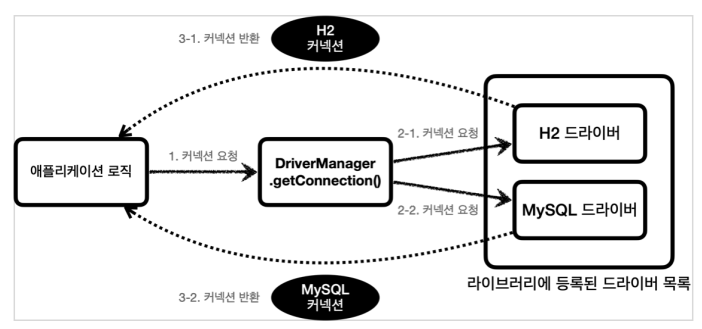 3-1. 커넥션 반환
H2
커넥션
애플리케이션 로직
1. 커넥션 요청
DriverManager
.getConnection()
2-1. 커넥션 요청
H2 드라이버
2-2. 커넥션 요청
MySQL 드라이버
라이브러리에 등록된 드라이버 목록
3-2. 커넥션 반환
MySQL
커넥션